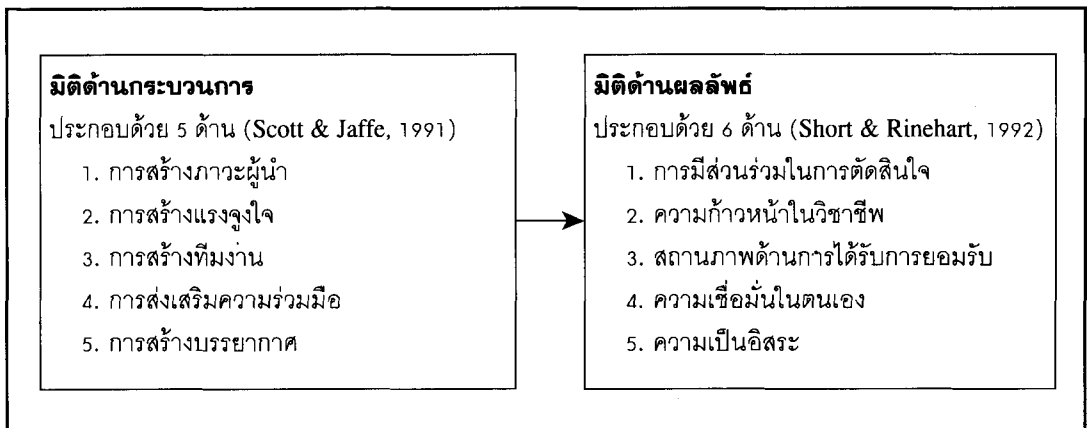 มิติด้านกระบวนการ
ประกอบด้วย 5 ด้าน (Scott & Jaffe, 1991)
1. การสร้างภาวะผู้นำ
2. การสร้างแรงจูงใจ
3. การสร้างทีมงาน
4. การส่งเสริมความร่วมมือ
5. การสร้างบรรยากาศ
มิติด้านผลลัพธ์
ประกอบด้วย 6 ด้าน (Short & Rinehart, 1992)
1. การมีส่วนร่วมในการตัดสินใจ
2. ความก้าวหน้าในวิชาชีพ
3. สถานภาพด้านการได้รับการยอมรับ
4. ความเชื่อมั่นในตนเอง
5. ความเป็นอิสระ